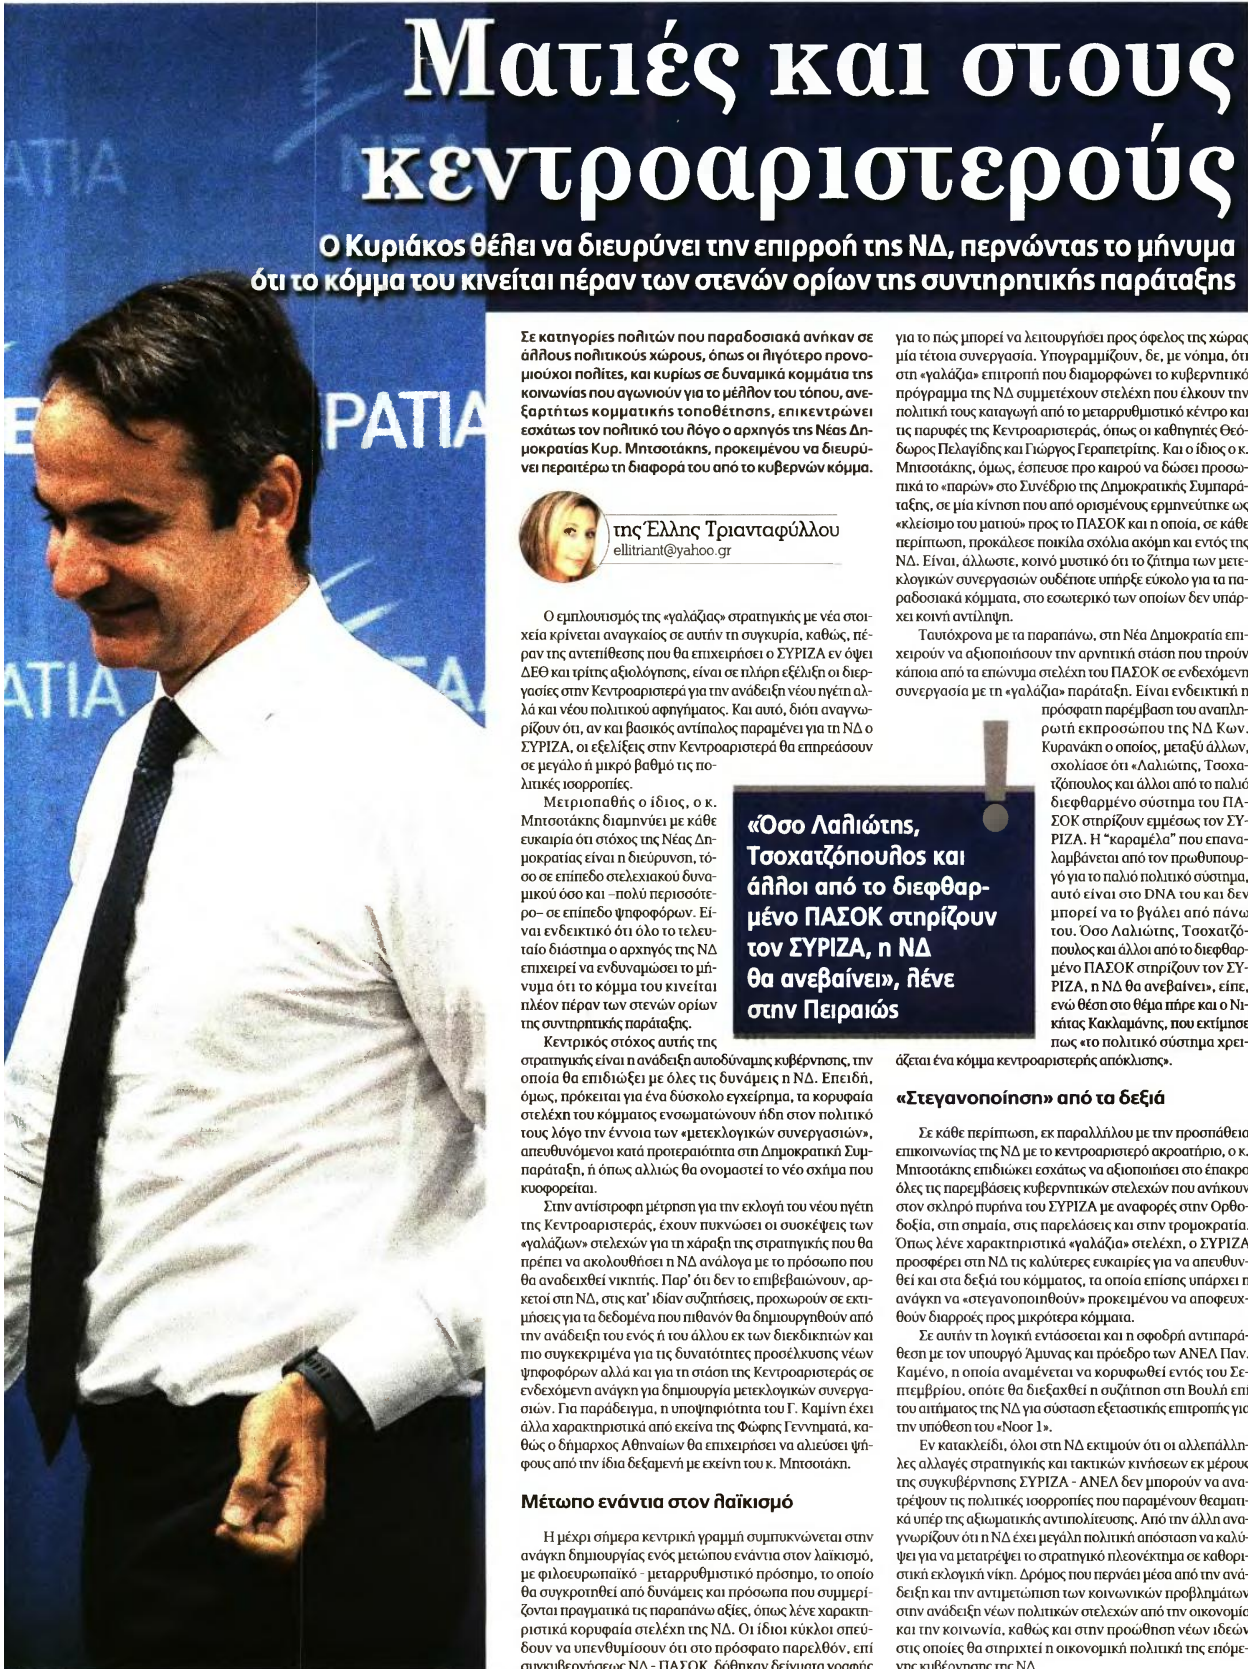 Ματιές και στους
κεντροαριστερούς
Ο Κυριάκος θέλει να διευρύνει την επιρροή της ΝΔ, περνώντας το μήνυμα
ότι το κόμμα του κινείται πέραν των στενών ορίων της συντηρητικής παράταξης
ΡΑΤΙΑ
ΝΕΑ
ΡΑΤΙΑ
ΑΤΙΑ
Σε κατηγορίες πολιτών που παραδοσιακά ανήκαν σε
άλλους πολιτικούς χώρους, όπως οι λιγότερο προνο-
μιούχοι πολίτες, και κυρίως σε δυναμικά κομμάτια της
κοινωνίας που αγωνιούν για το μέλλον του τόπου, ανε-
ξαρτήτως κομματικής τοποθέτησης, επικεντρώνει
εσχάτως τον πολιτικό του λόγο ο αρχηγός της Νέας Δη-
μοκρατίας Κυρ. Μητσοτάκης, προκειμένου να διευρύ-
νει περαιτέρω τη διαφορά του από το κυβερνών κόμμα.
της Έλλης Τριανταφύλλου
ellitriant@yahoo.gr
Ο εμπλουτισμός της «γαλάζιας» στρατηγικής με νέα στοι-
χεία κρίνεται αναγκαίος σε αυτήν τη συγκυρία, καθώς, πέ-
ραν της αντεπίθεσης που θα επιχειρήσει ο ΣΥΡΙΖΑ εν όψει
ΔΕΘ και τρίτης αξιολόγησης, είναι σε πλήρη εξέλιξη οι διερ-
γασίες στην Κεντροαριστερά για την ανάδειξη νέου ηγέτη αλ-
λά και νέου πολιτικού αφηγήματος. Και αυτό, διότι αναγνω-
ρίζουν ότι, αν και βασικός αντίπαλος παραμένει για τη ΝΔ ο
ΣΥΡΙΖΑ, οι εξελίξεις στην Κεντροαριστερά θα επηρεάσουν
σε μεγάλο ή μικρό βαθμό τις πο-
λιτικές ισορροπίες.
Μετριοπαθής ο ίδιος, ο κ.
Μητσοτάκης διαμηνύει με κάθε
ευκαιρία ότι στόχος της Νέας Δη-
μοκρατίας είναι η διεύρυνση, τό-
σο σε επίπεδο στελεχιακού δυνα-
μικού όσο και –πολύ περισσότε-
ρο– σε επίπεδο ψηφοφόρων. Εί-
ναι ενδεικτικό ότι όλο το τελευ-
ταίο διάστημα ο αρχηγός της ΝΔ
επιχειρεί να ενδυναμώσει το μή-
νυμα ότι το κόμμα του κινείται
πλέον πέραν των στενών ορίων
της συντηρητικής παράταξης.
Κεντρικός στόχος αυτής της
στρατηγικής είναι η ανάδειξη αυτοδύναμης κυβέρνησης, την
οποία θα επιδιώξει με όλες τις δυνάμεις η ΝΔ. Επειδή,
όμως, πρόκειται για ένα δύσκολο εγχείρημα, τα κορυφαία
στελέχη του κόμματος ενσωματώνουν ήδη στον πολιτικό
τους λόγο την έννοια των «μετεκλογικών συνεργασιών»,
απευθυνόμενοι κατά προτεραιότητα στη Δημοκρατική Συμ-
παράταξη, ή όπως αλλιώς θα ονομαστεί το νέο σχήμα που
κυοφορείται.
Στην αντίστροφη μέτρηση για την εκλογή του νέου ηγέτη
της Κεντροαριστεράς, έχουν πυκνώσει οι συσκέψεις των
«γαλάζιων» στελεχών για τη χάραξη της στρατηγικής που θα
πρέπει να ακολουθήσει η ΝΔ ανάλογα με το πρόσωπο που
θα αναδειχθεί νικητής. Παρ' ότι δεν το επιβεβαιώνουν, αρ-
κετοί στη ΝΔ, στις κατ' ιδίαν συζητήσεις, προχωρούν σε εκτι-
μήσεις για τα δεδομένα που πιθανόν θα δημιουργηθούν από
την ανάδειξη του ενός ή του άλλου εκ των διεκδικητών και
πιο συγκεκριμένα για τις δυνατότητες προσέλκυσης νέων
ψηφοφόρων αλλά και για τη στάση της Κεντροαριστεράς σε
ενδεχόμενη ανάγκη για δημιουργία μετεκλογικών συνεργα-
σιών. Για παράδειγμα, η υποψηφιότητα του Γ. Καμίνη έχει
άλλα χαρακτηριστικά από εκείνα της Φώφης Γεννηματά, κα-
θώς ο δήμαρχος Αθηναίων θα επιχειρήσει να αλιεύσει ψή-
φους από την ίδια δεξαμενή με εκείνη του κ. Μητσοτάκη.
Μέτωπο ενάντια στον λαϊκισμό
Η μέχρι σήμερα κεντρική γραμμή συμπυκνώνεται στην
ανάγκη δημιουργίας ενός μετώπου ενάντια στον λαϊκισμό,
με φιλοευρωπαϊκό - μεταρρυθμιστικό πρόσημο, το οποίο
θα συγκροτηθεί από δυνάμεις και πρόσωπα που συμμερί-
ζονται πραγματικά τις παραπάνω αξίες, όπως λένε χαρακτη-
ριστικά κορυφαία στελέχη της ΝΔ. Οι ίδιοι κύκλοι σπεύ-
δουν να υπενθυμίσουν ότι στο πρόσφατο παρελθόν, επί
συγκυβερνήσεως ΝΔ - ΠΑΣΟΚ, δόθηκαν δείγματα γραφής
για το πώς μπορεί να λειτουργήσει προς όφελος της χώρας
μία τέτοια συνεργασία. Υπογραμμίζουν, δε, με νόημα, ότι
στη «γαλάζια» επιτροπή που διαμορφώνει το κυβερνητικό
πρόγραμμα της ΝΔ συμμετέχουν στελέχη που έλκουν την
πολιτική τους καταγωγή από το μεταρρυθμιστικό κέντρο και
τις παρυφές της Κεντροαριστεράς, όπως οι καθηγητές Θεό-
δωρος Πελαγίδης και Γιώργος Γεραπετρίτης. Και ο ίδιος ο κ.
Μητσοτάκης, όμως, έσπευσε προ καιρού να δώσει προσω-
πικά το «παρών» στο Συνέδριο της Δημοκρατικής Συμπαρά-
ταξης, σε μία κίνηση που από ορισμένους ερμηνεύτηκε ως
«κλείσιμο του ματιού» προς το ΠΑΣΟΚ και η οποία, σε κάθε
περίπτωση, προκάλεσε ποικίλα σχόλια ακόμη και εντός της
ΝΔ. Είναι, άλλωστε, κοινό μυστικό ότι το ζήτημα των μετε-
κλογικών συνεργασιών ουδέποτε υπήρξε εύκολο για τα πα-
ραδοσιακά κόμματα, στο εσωτερικό των οποίων δεν υπάρ-
χει κοινή αντίληψη.
Ταυτόχρονα με τα παραπάνω, στη Νέα Δημοκρατία επι-
χειρούν να αξιοποιήσουν την αρνητική στάση που τηρούν
κάποια από τα επώνυμα στελέχη του ΠΑΣΟΚ σε ενδεχόμενη
συνεργασία με τη «γαλάζια» παράταξη. Είναι ενδεικτική η
πρόσφατη παρέμβαση του αναπλη-
ρωτή εκπροσώπου της ΝΔ Κων.
Κυρανάκη ο οποίος, μεταξύ άλλων,
σχολίασε ότι «Λαλιώτης, Τσοχα-
τζόπουλος και άλλοι από το παλιό
διεφθαρμένο σύστημα του ΠΑ-
ΣΟΚ στηρίζουν εμμέσως τον ΣΥ-
ΡΙΖΑ. Η "καραμέλα" που επανα-
λαμβάνεται από τον πρωθυπουρ-
γό για το παλιό πολιτικό σύστημα,
αυτό είναι στο DNA του και δεν
μπορεί να το βγάλει από πάνω
του. Όσο Λαλιώτης, Τσοχατζό-
πουλος και άλλοι από το διεφθαρ-
μένο ΠΑΣΟΚ στηρίζουν τον ΣΥ-
ΡΙΖΑ, η ΝΔ θα ανεβαίνει», είπε,
ενώ θέση στο θέμα πήρε και ο Νι-
κήτας Κακλαμάνης, που εκτίμησε
πως «το πολιτικό σύστημα χρει-
άζεται ένα κόμμα κεντροαριστερής απόκλισης».
!
«Όσο Λαλιώτης,
Τσοχατζόπουλος και
άλλοι από το διεφθαρ-
μένο ΠΑΣΟΚ στηρίζουν
τον ΣΥΡΙΖΑ, η ΝΔ
θα ανεβαίνει», λένε
στην Πειραιώς
«Στεγανοποίηση» από τα δεξιά
Σε κάθε περίπτωση, εκ παραλλήλου με την προσπάθεια
επικοινωνίας της ΝΔ με το κεντροαριστερό ακροατήριο, ο κ.
Μητσοτάκης επιδιώκει εσχάτως να αξιοποιήσει στο έπακρο
όλες τις παρεμβάσεις κυβερνητικών στελεχών που ανήκουν
στον σκληρό πυρήνα του ΣΥΡΙΖΑ με αναφορές στην Ορθο-
δοξία, στη σημαία, στις παρελάσεις και στην τρομοκρατία.
Όπως λένε χαρακτηριστικά «γαλάζια» στελέχη, ο ΣΥΡΙΖΑ
προσφέρει στη ΝΔ τις καλύτερες ευκαιρίες για να απευθυν-
θεί και στα δεξιά του κόμματος, τα οποία επίσης υπάρχει η
ανάγκη να «στεγανοποιηθούν» προκειμένου να αποφευχ-
θούν διαρροές προς μικρότερα κόμματα.
Σε αυτήν τη λογική εντάσσεται και η σφοδρή αντιπαρά-
θεση με τον υπουργό Άμυνας και πρόεδρο των ΑΝΕΛ Παν.
Καμένο, η οποία αναμένεται να κορυφωθεί εντός του Σε-
πτεμβρίου, οπότε θα διεξαχθεί η συζήτηση στη Βουλή επί
του αιτήματος της ΝΔ για σύσταση εξεταστικής επιτροπής για
την υπόθεση του «Noor 1».
Εν κατακλείδι, όλοι στη ΝΔ εκτιμούν ότι οι αλλεπάλλη-
λες αλλαγές στρατηγικής και τακτικών κινήσεων εκ μέρους
της συγκυβέρνησης ΣΥΡΙΖΑ - ΑΝΕΛ δεν μπορούν να ανα-
τρέψουν τις πολιτικές ισορροπίες που παραμένουν θεαματι-
κά υπέρ της αξιωματικής αντιπολίτευσης. Από την άλλη ανα-
γνωρίζουν ότι η ΝΔ έχει μεγάλη πολιτική απόσταση να καλύ-
ψει για να μετατρέψει το στρατηγικό πλεονέκτημα σε καθορι-
στική εκλογική νίκη. Δρόμος που περνάει μέσα από την ανά-
δειξη και την αντιμετώπιση των κοινωνικών προβλημάτων
στην ανάδειξη νέων πολιτικών στελεχών από την οικονομία
και την κοινωνία, καθώς και στην προώθηση νέων ιδεών
στις οποίες θα στηριχτεί η οικονομική πολιτική της επόμε-
νης κυβέρνησης της ΝΔ.